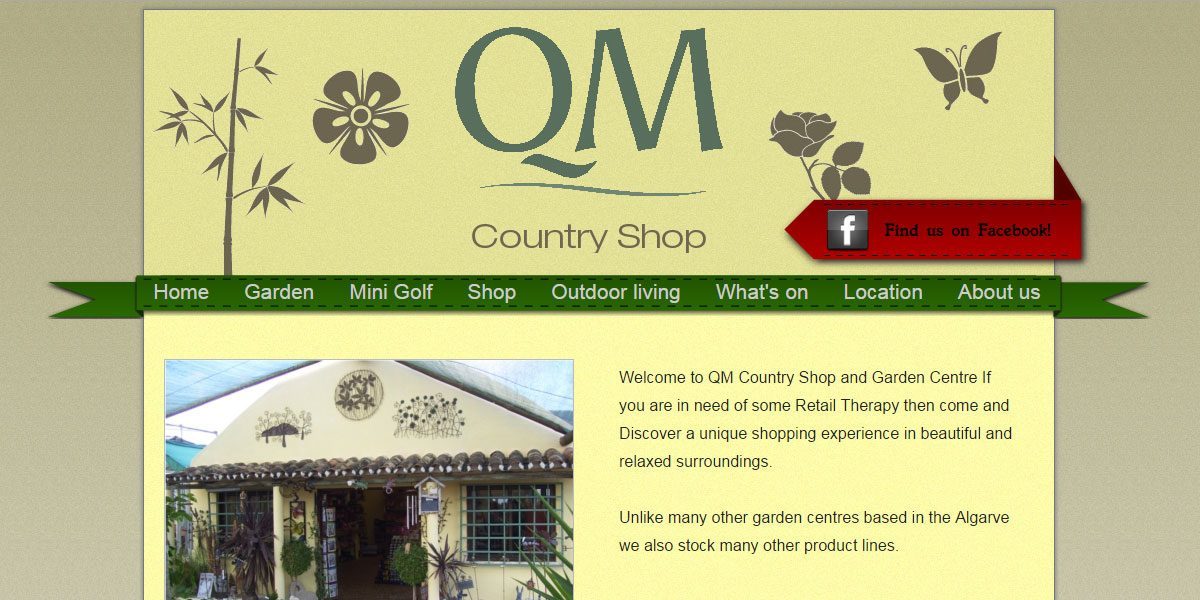 QM
Country Shop
f Find us on Facebook!
Home Garden Mini Golf Shop Outdoor living What's on Location About us
Welcome to QM Country Shop and Garden Centre If
you are in need of some Retail Therapy then come and
Discover a unique shopping experience in beautiful and
relaxed surroundings.
Unlike many other garden centres based in the Algarve
we also stock many other product lines.